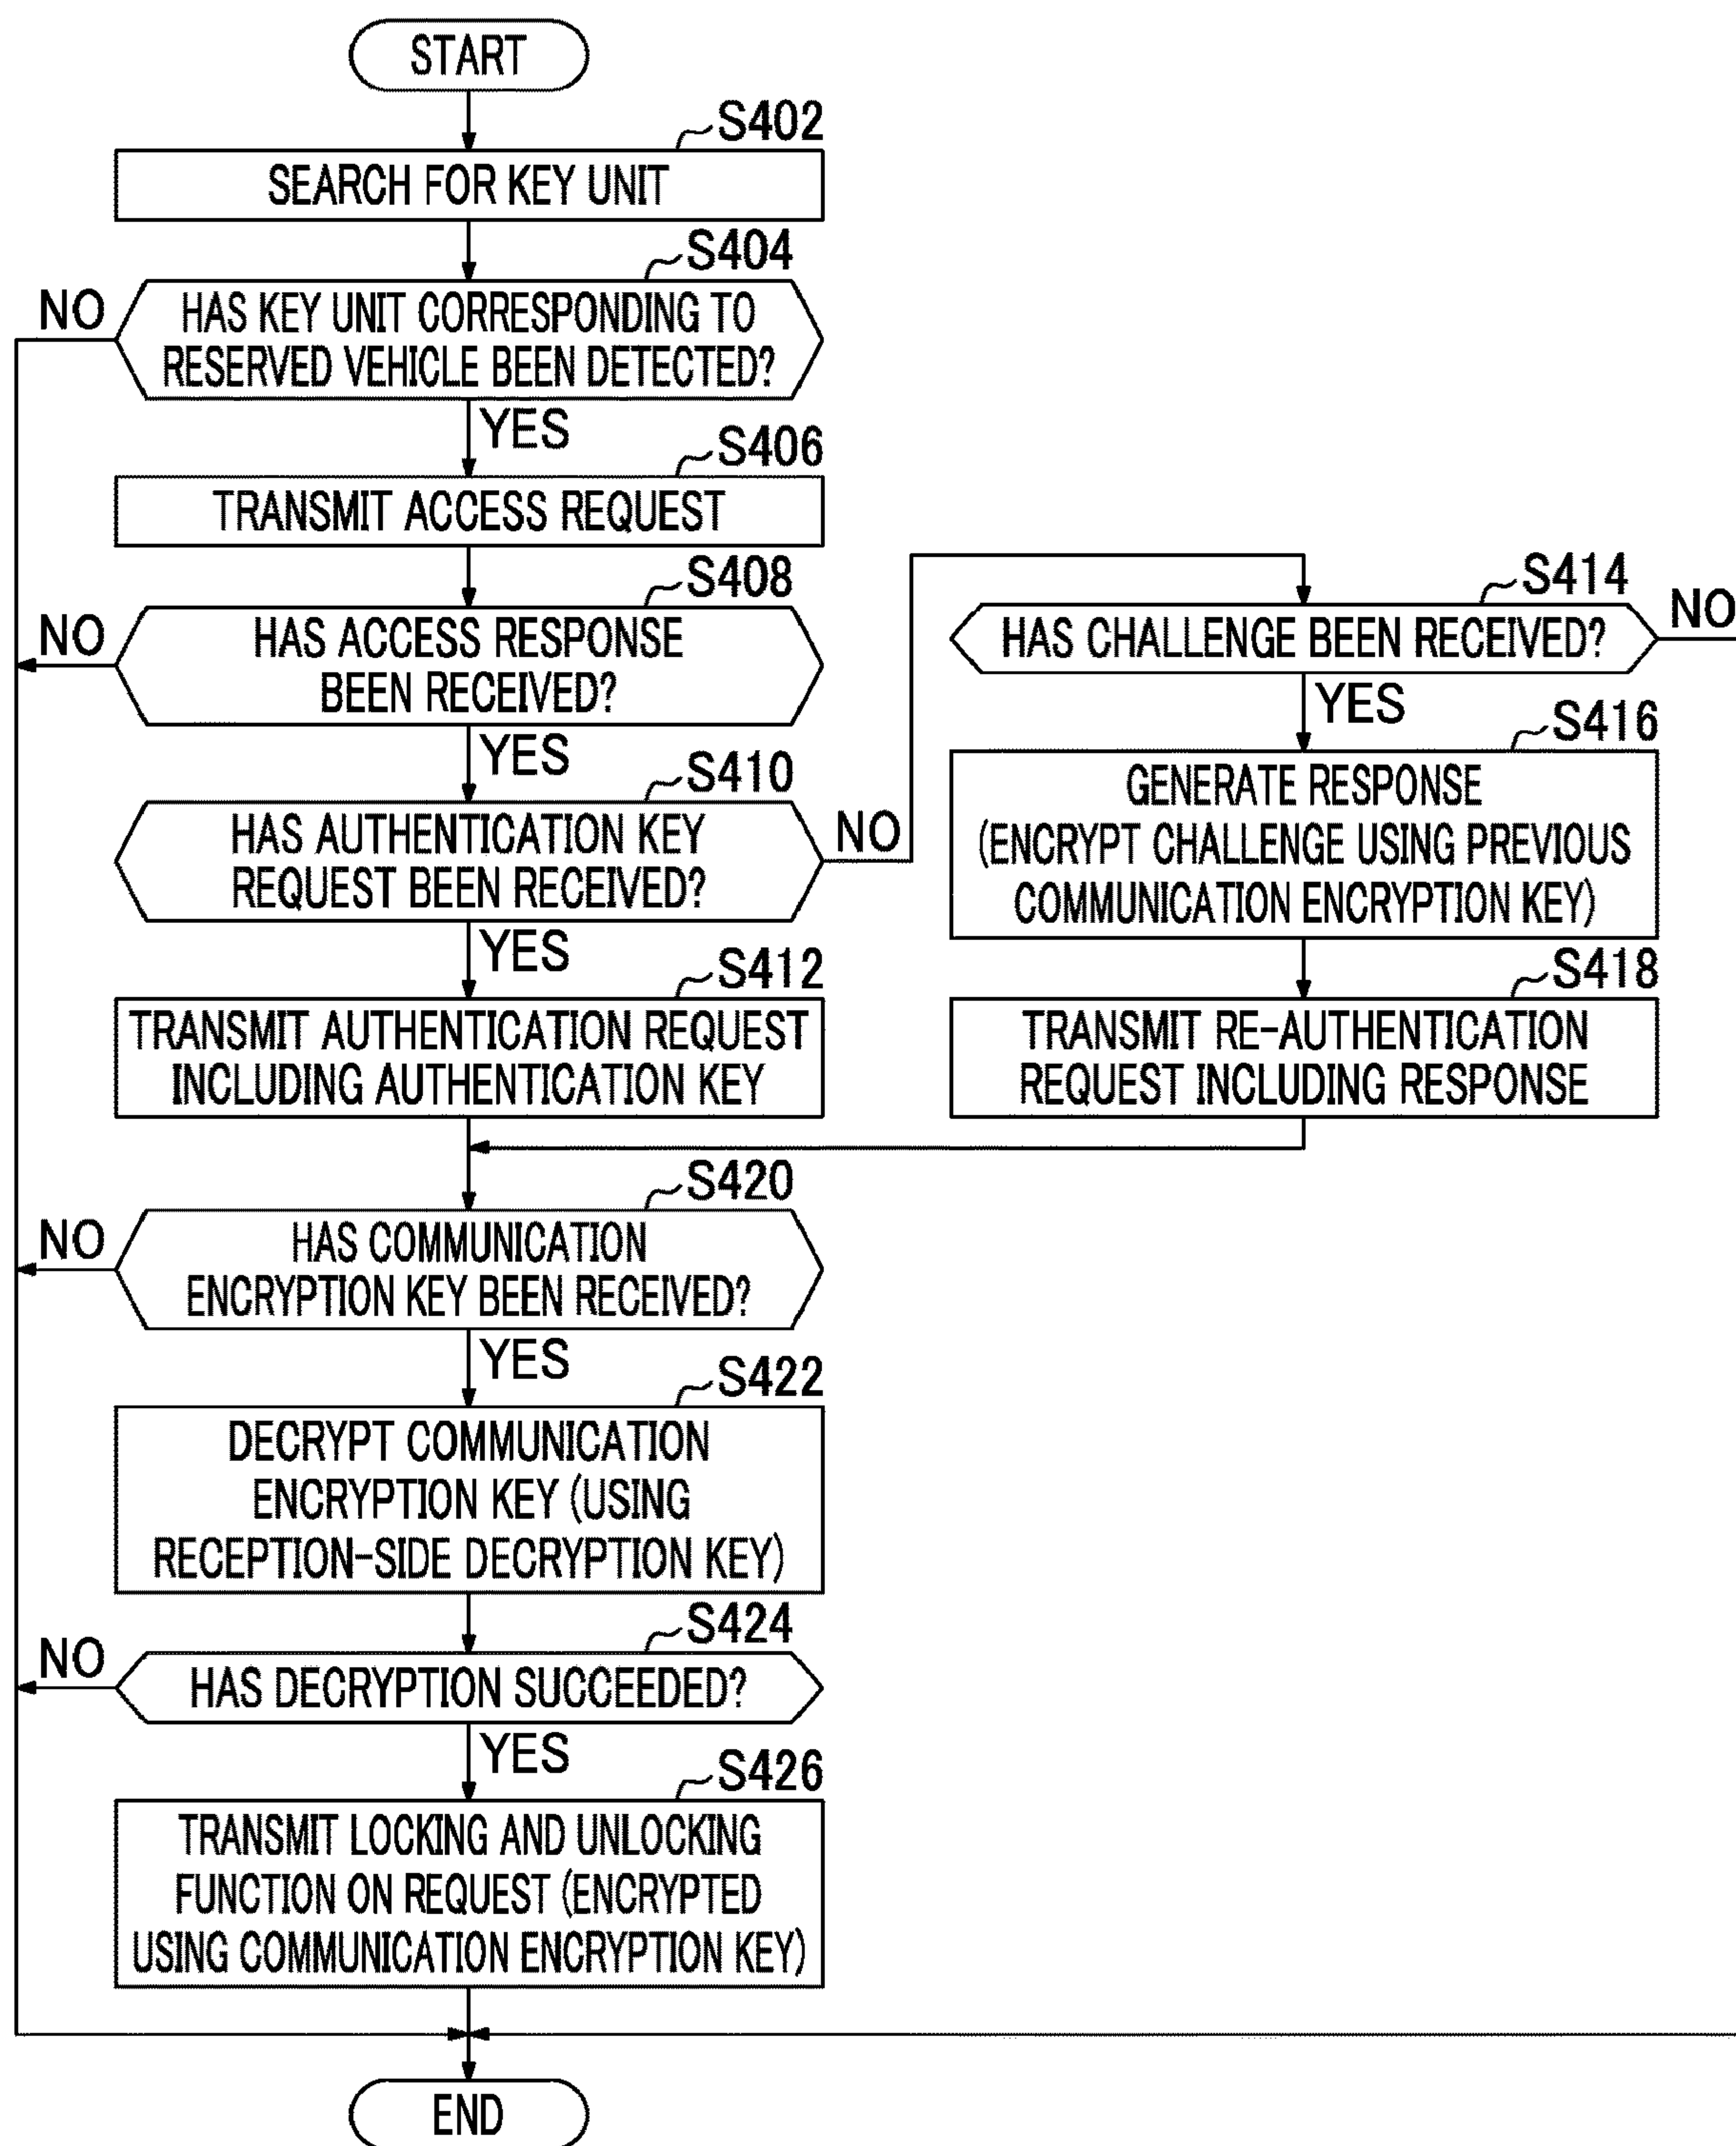 START
S402
SEARCH FOR KEY UNIT
S404
NO
HAS KEY UNIT CORRESPONDING TO
RESERVED VEHICLE BEEN DETECTED?
YES
S406
TRANSMIT ACCESS REQUEST
S408
NO
HAS ACCESS RESPONSE
BEEN RECEIVED?
YES
S410
HAS AUTHENTICATION KEY
REQUEST BEEN RECEIVED?
NO
YES
S412
TRANSMIT AUTHENTICATION REQUEST
INCLUDING AUTHENTICATION KEY
S414
HAS CHALLENGE BEEN RECEIVED?
NO
YES
S416
GENERATE RESPONSE
(ENCRYPT CHALLENGE USING PREVIOUS
COMMUNICATION ENCRYPTION KEY)
S418
TRANSMIT RE-AUTHENTICATION
REQUEST INCLUDING RESPONSE
S420
NO
HAS COMMUNICATION
ENCRYPTION KEY BEEN RECEIVED?
YES
S422
DECRYPT COMMUNICATION
ENCRYPTION KEY (USING
RECEPTION-SIDE DECRYPTION KEY)
S424
NO
HAS DECRYPTION SUCCEEDED?
YES
S426
TRANSMIT LOCKING AND UNLOCKING
FUNCTION ON REQUEST (ENCRYPTED
USING COMMUNICATION ENCRYPTION KEY)
END